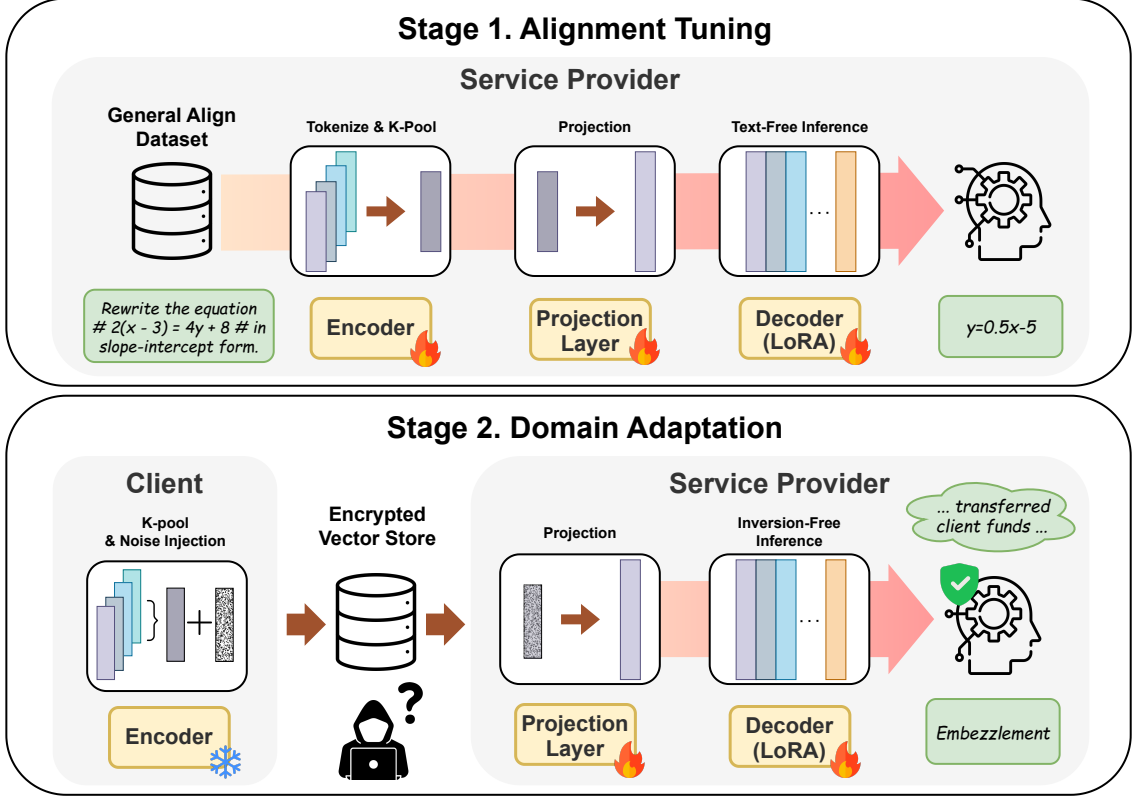 Stage 1. Alignment Tuning
Service Provider
General Align
Dataset
Tokenize & K-Pool
Projection
Text-Free Inference
...
Rewrite the equation
# 2(x - 3) = 4y + 8 # in
slope-intercept form.
Encoder
Projection
Layer
Decoder
(LoRA)
y=0.5x-5
Stage 2. Domain Adaptation
Client
K-pool
& Noise Injection
}
+
Encoder
Encrypted
Vector Store
?
Service Provider
Projection
Inversion-Free
Inference
...
... transferred
client funds ...
Projection
Layer
Decoder
(LoRA)
Embezzlement